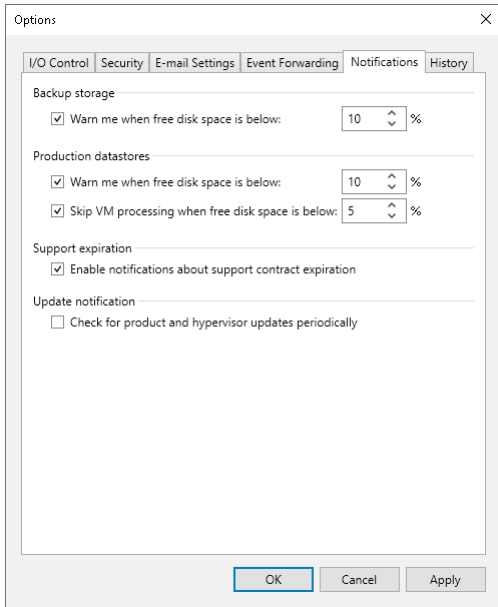 Options
I/O Control Security E-mail Settings Event Forwarding Notifications History
Backup storage
Warn me when free disk space is below: 10 %
Production datastores
Warn me when free disk space is below: 10 %
Skip VM processing when free disk space is below: 5 %
Support expiration
Enable notifications about support contract expiration
Update notification
Check for product and hypervisor updates periodically
OK Cancel Apply